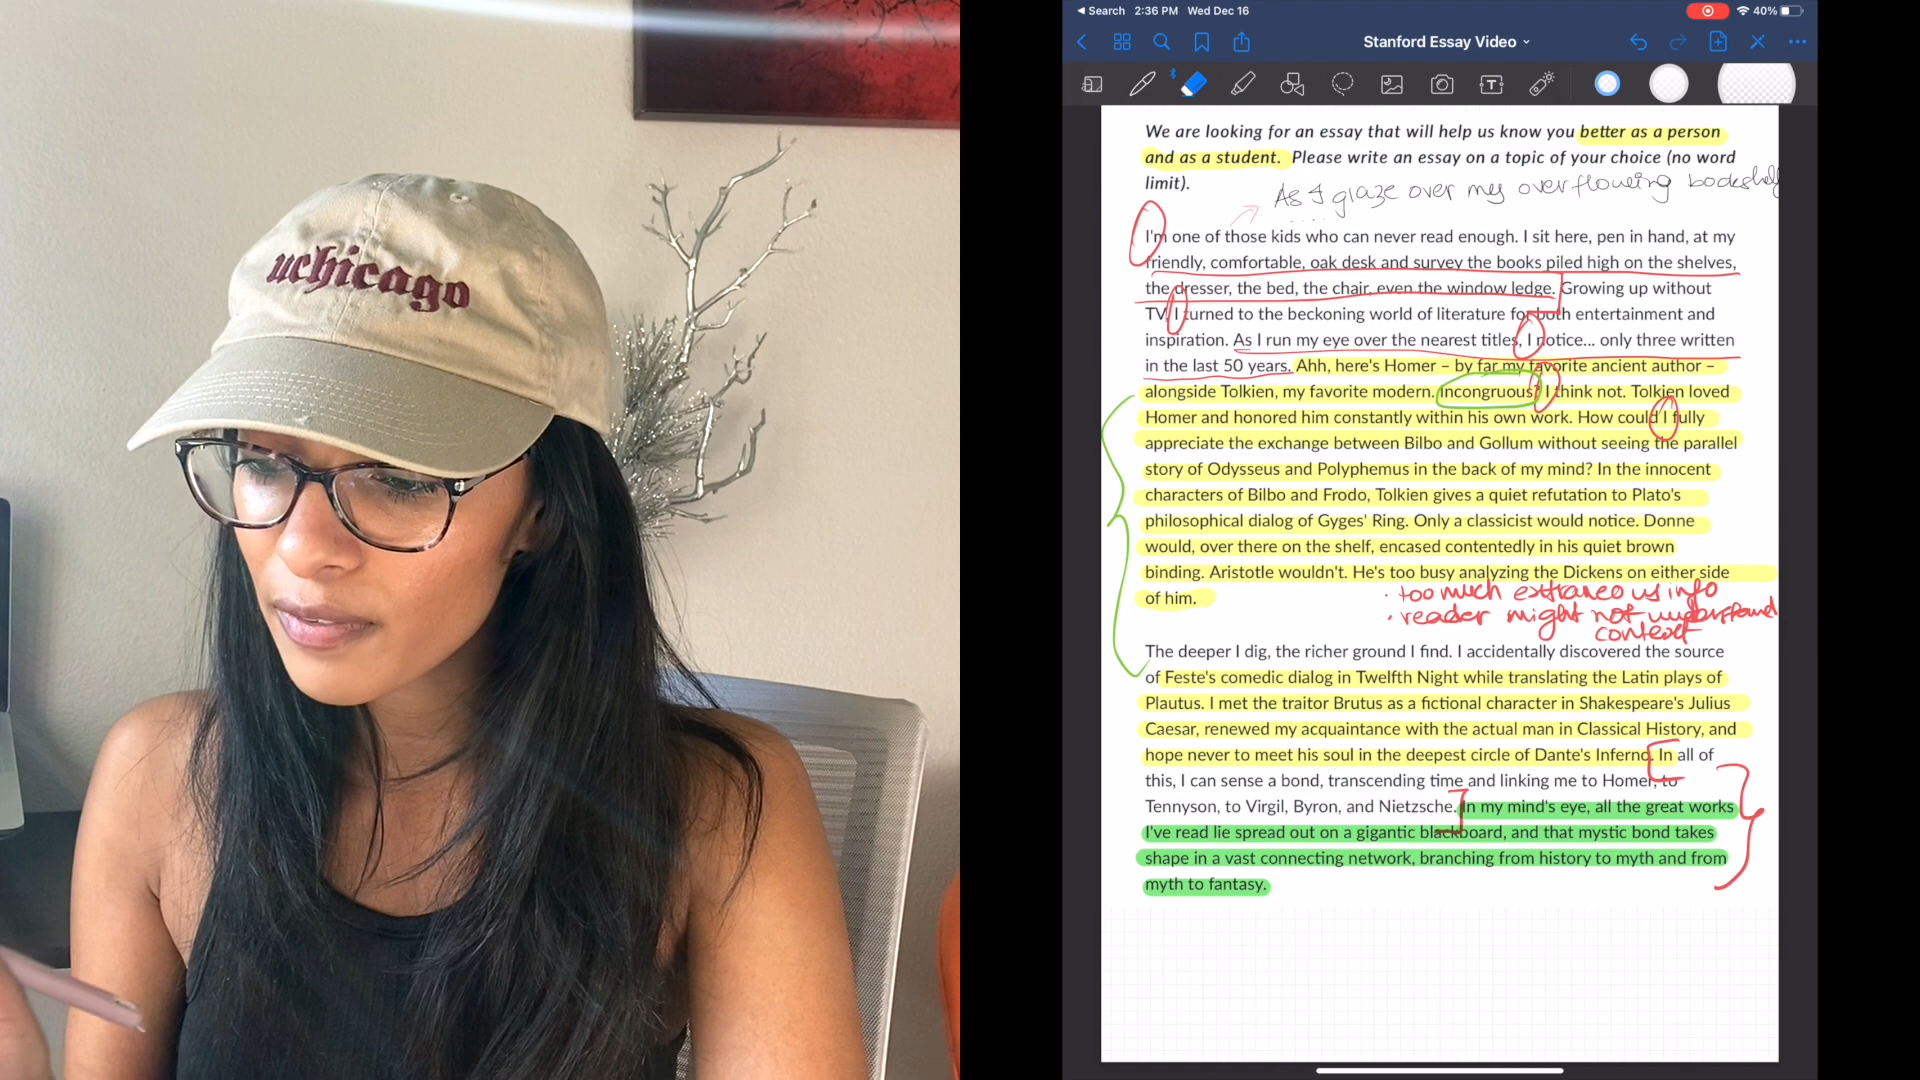 uchicago
Search 2:36 PM Wed Dec 16
40%
Stanford Essay Video
We are looking for an essay that will help us know you better as a person
and as a student. Please write an essay on a topic of your choice (no word
limit).
As I glaze over my overflowing bookshelf
....
I'm one of those kids who can never read enough. I sit here, pen in hand, at my
friendly, comfortable, oak desk and survey the books piled high on the shelves,
the dresser, the bed, the chair, even the window ledge. Growing up without
TV, I turned to the beckoning world of literature for both entertainment and
inspiration. As I run my eye over the nearest titles, I notice... only three written
in the last 50 years. Ahh, here's Homer – by far my favorite ancient author –
alongside Tolkien, my favorite modern. Incongruous? I think not. Tolkien loved
Homer and honored him constantly within his own work. How could I fully
appreciate the exchange between Bilbo and Gollum without seeing the parallel
story of Odysseus and Polyphemus in the back of my mind? In the innocent
characters of Bilbo and Frodo, Tolkien gives a quiet refutation to Plato's
philosophical dialog of Gyges' Ring. Only a classicist would notice. Donne
would, over there on the shelf, encased contentedly in his quiet brown
binding. Aristotle wouldn't. He's too busy analyzing the Dickens on either side
of him.
· too much extraneous info
· reader might not understand
context
The deeper I dig, the richer ground I find. I accidentally discovered the source
of Feste's comedic dialog in Twelfth Night while translating the Latin plays of
Plautus. I met the traitor Brutus as a fictional character in Shakespeare's Julius
Caesar, renewed my acquaintance with the actual man in Classical History, and
hope never to meet his soul in the deepest circle of Dante's Inferno. In all of
this, I can sense a bond, transcending time and linking me to Homer, to
Tennyson, to Virgil, Byron, and Nietzsche. In my mind's eye, all the great works
I've read lie spread out on a gigantic blackboard, and that mystic bond takes
shape in a vast connecting network, branching from history to myth and from
myth to fantasy.